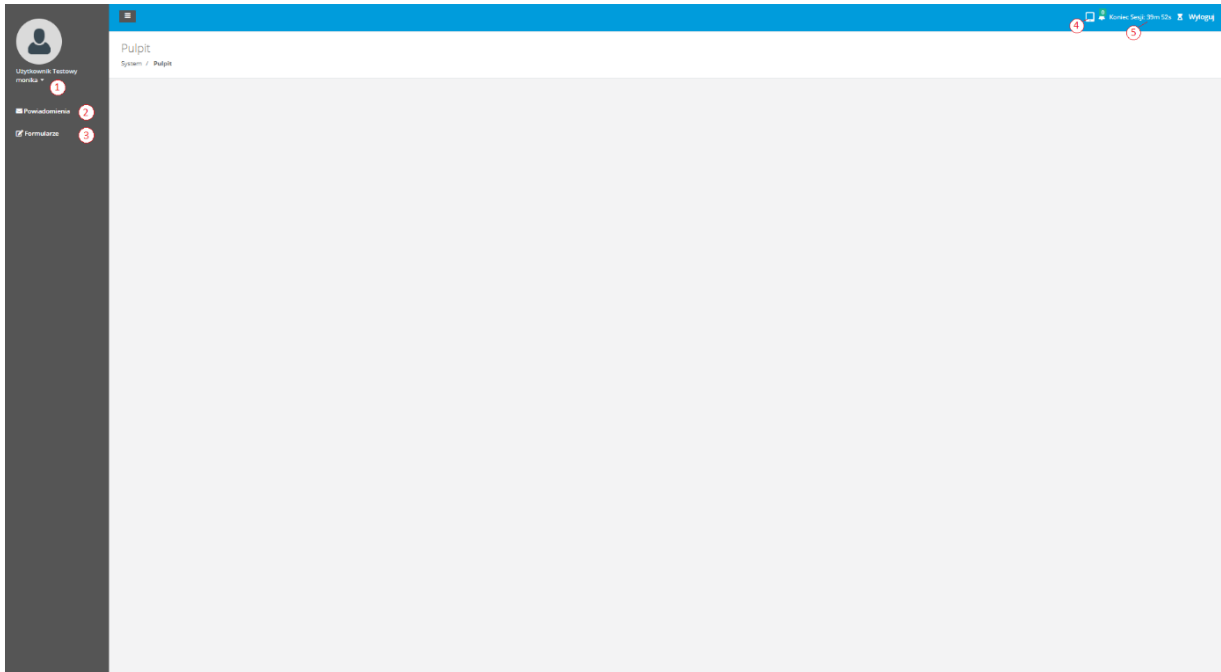 4
Koniec Sesji: 39m 52s
Wyloguj
5
Pulpit
System / Pulpit
Użytkownik Testowy
monika
1
Powiadomienia
2
Formularze
3